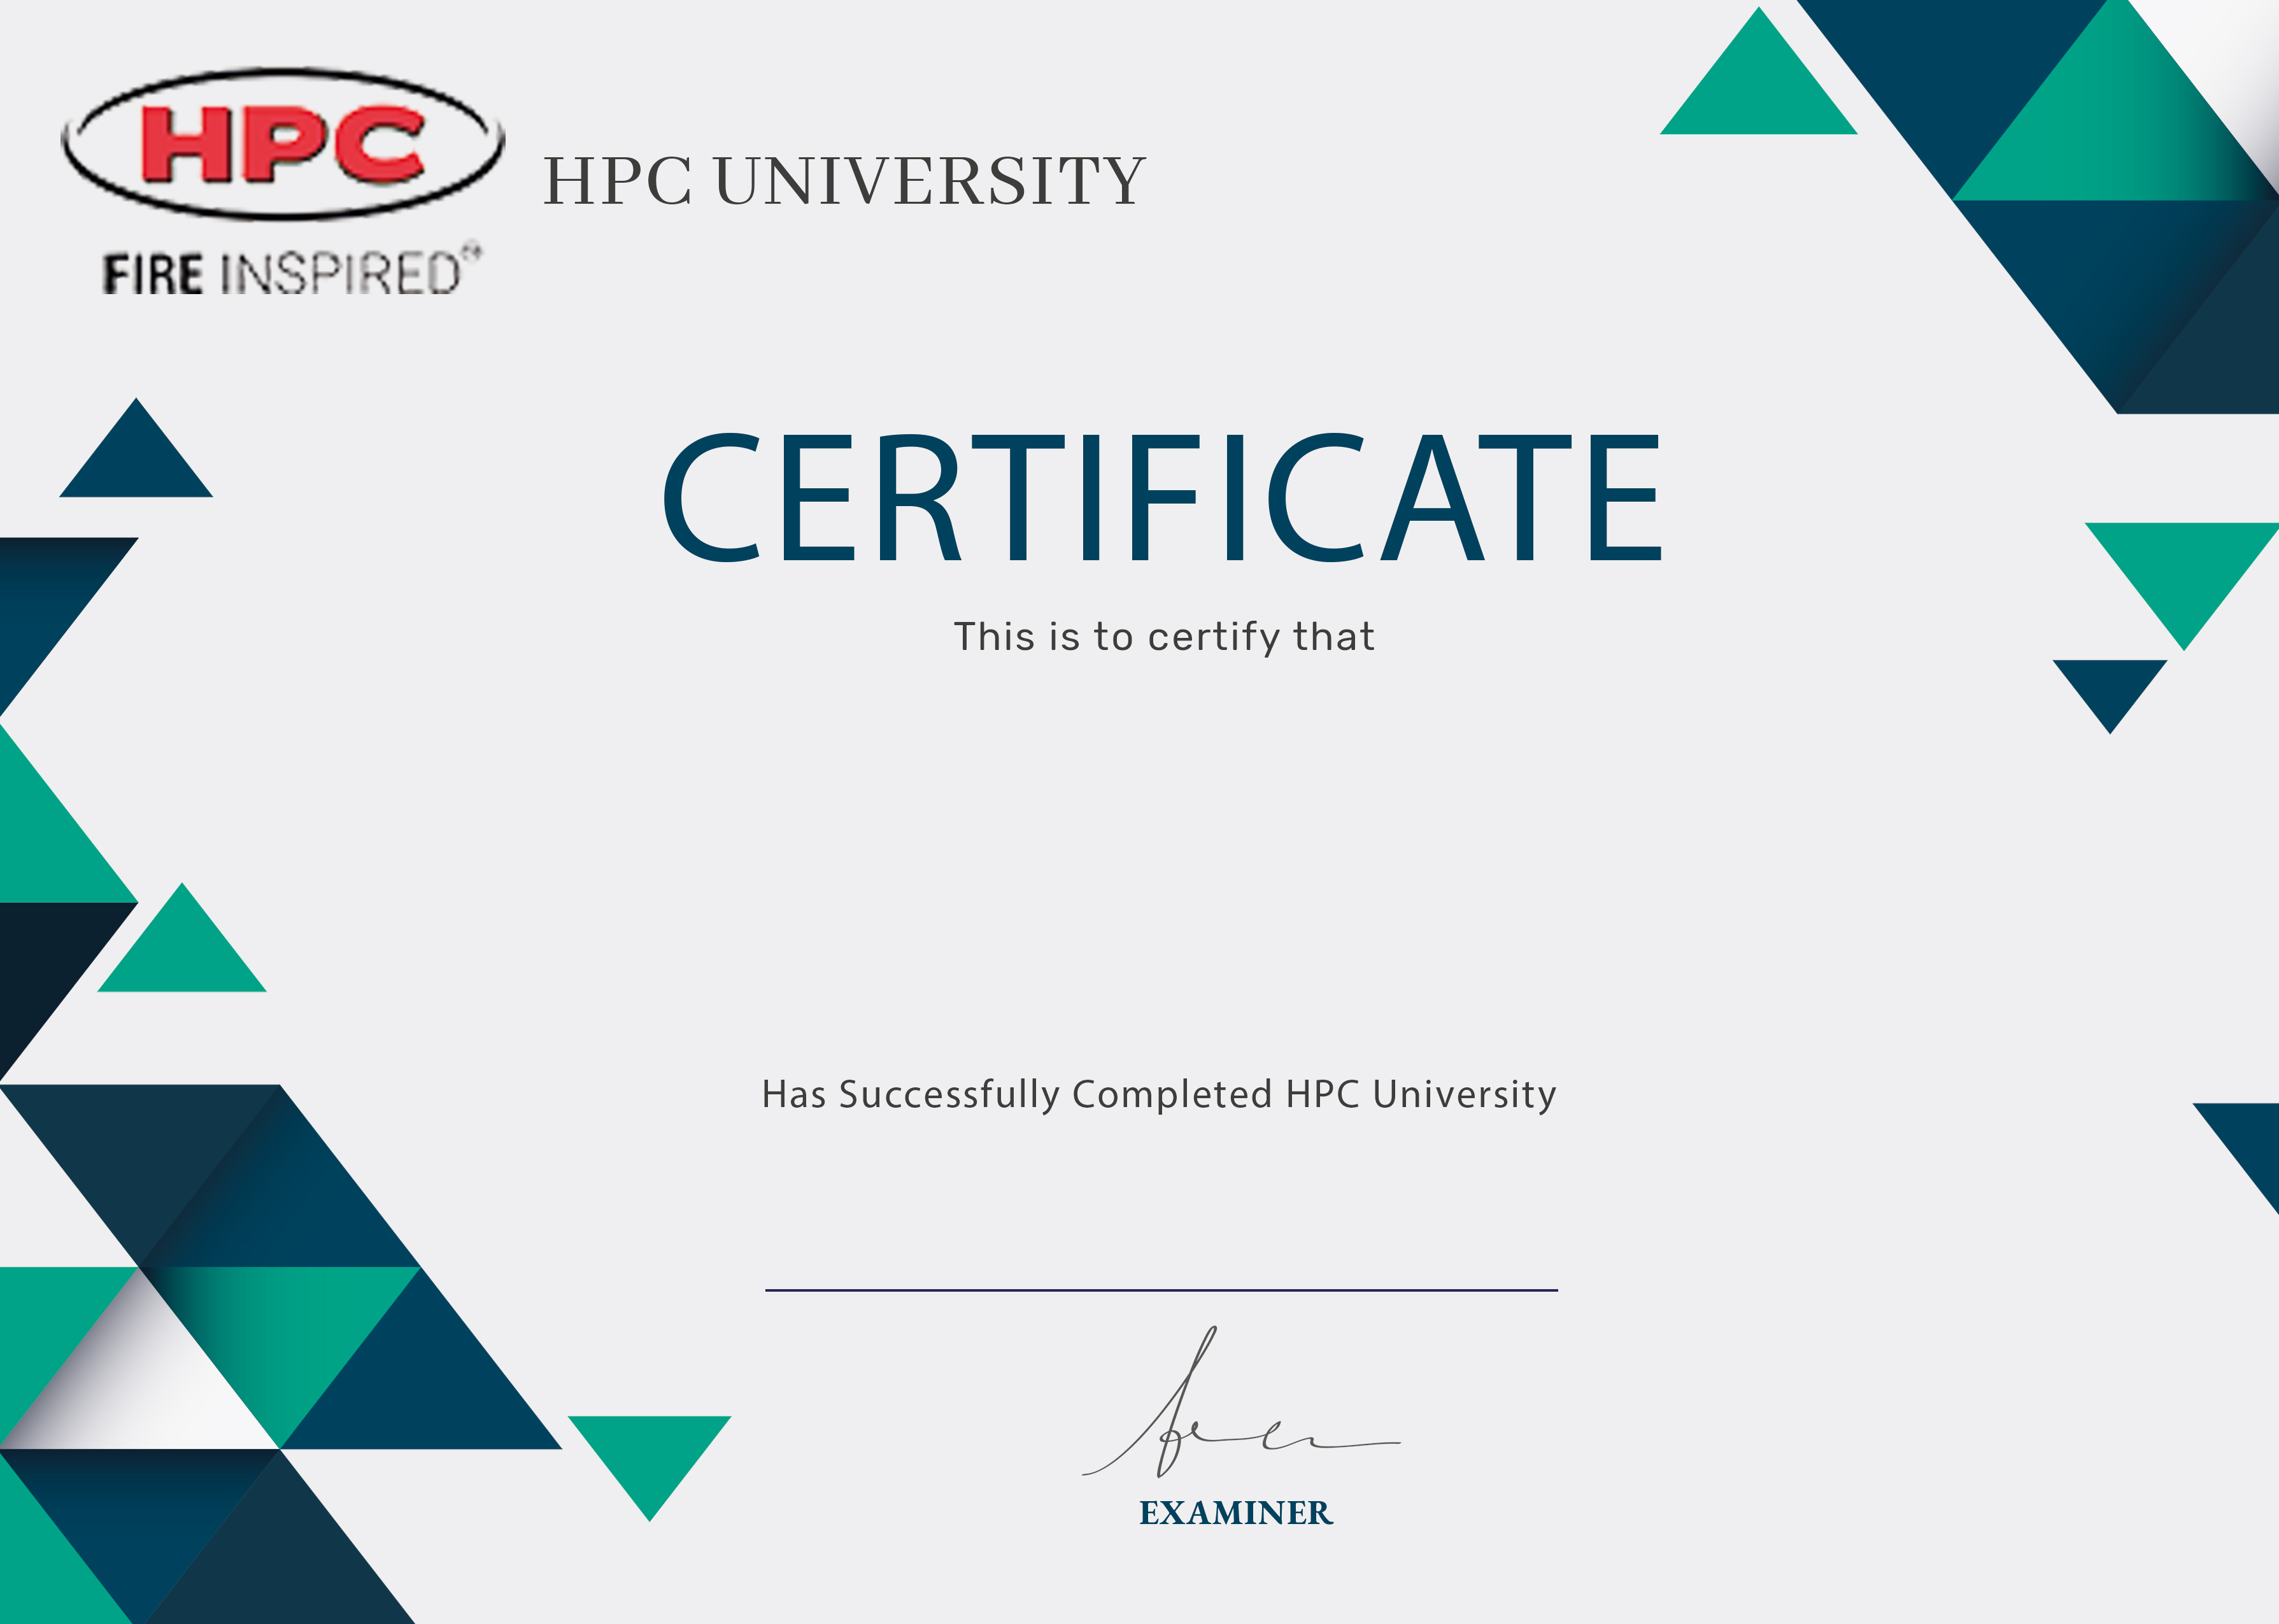 HPC
HPC UNIVERSITY
FIRE INSPIRED
CERTIFICATE
This is to certify that
Has Successfully Completed HPC University
EXAMINER